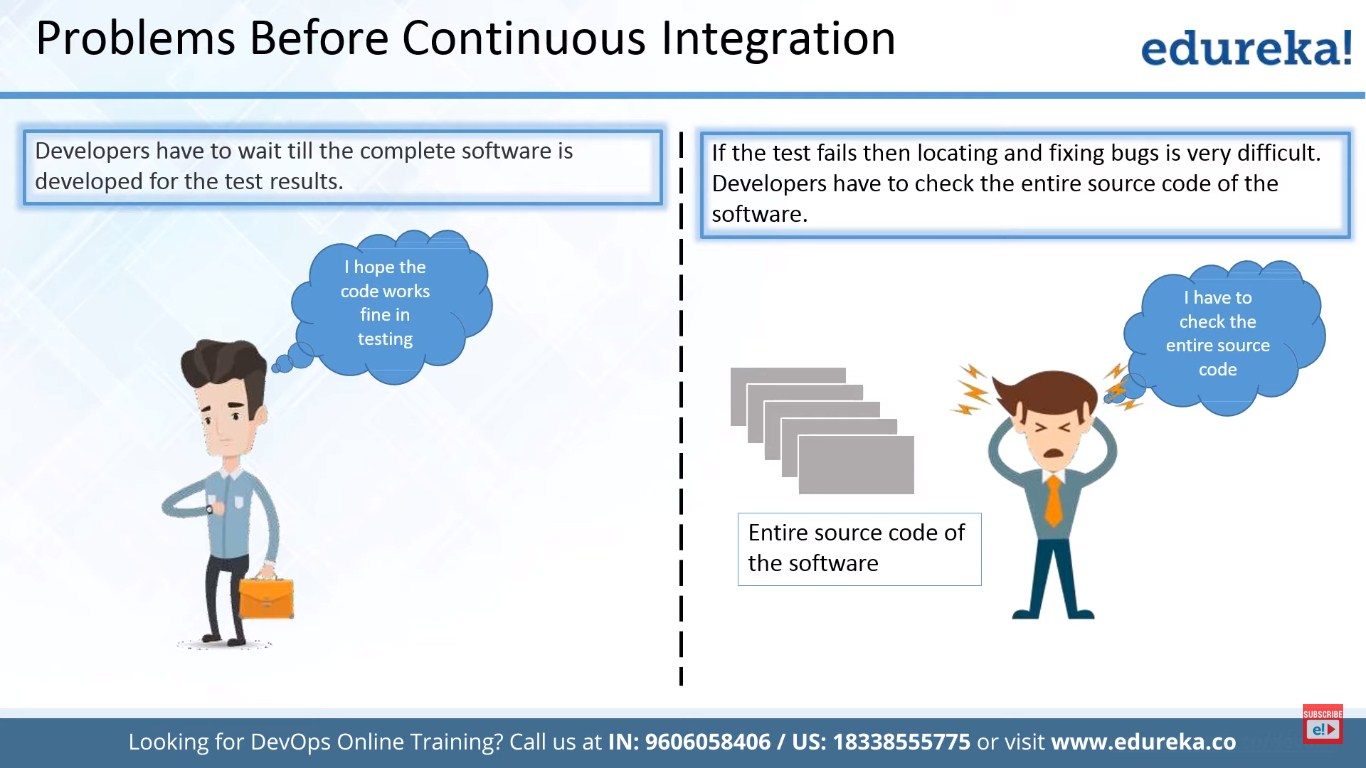 Problems Before Continuous Integration
edureka!
Developers have to wait till the complete software is
developed for the test results.
I hope the
code works
fine in
testing
If the test fails then locating and fixing bugs is very difficult.
Developers have to check the entire source code of the
software.
I have to
check the
entire source
code
Entire source code of
the software
SUBSCRIBE
e!
Looking for DevOps Online Training? Call us at IN: 9606058406 / US: 18338555775 or visit www.edureka.co